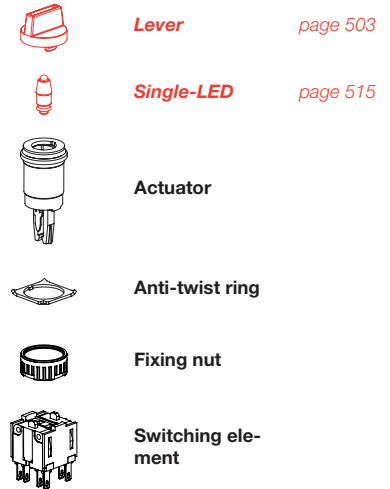 Lever page 503
Single-LED page 515
Actuator
Anti-twist ring
Fixing nut
Switching ele-
ment